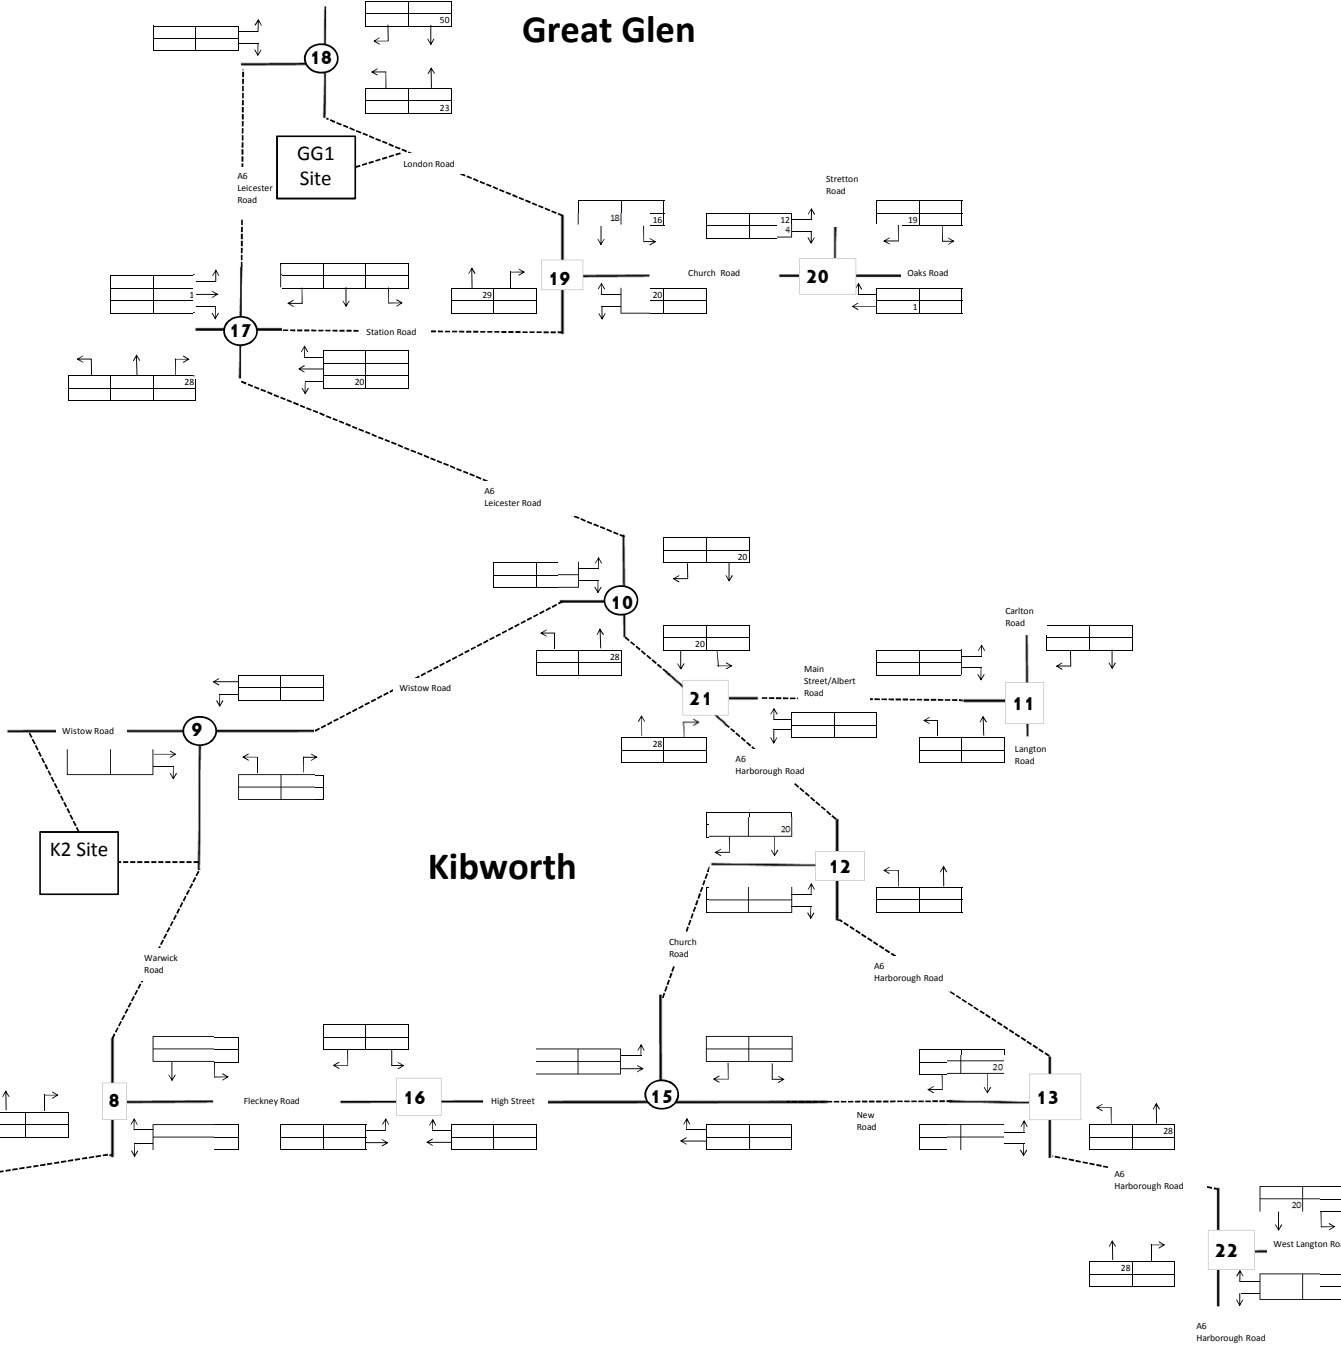 Great Glen
50
18
23
GG1
Site
London Road
A6
Leicester
Road
Stretton
Road
18
16
12
4
19
19
Church Road
20
Oaks Road
29
20
1
1
17
Station Road
28
20
A6
Leicester Road
20
10
28
20
Carlton
Road
Main
Street/Albert
Road
Wistow Road
21
11
Wistow Road
9
28
Langton
Road
A6
Harborough Road
K2 Site
Kibworth
20
12
Church
Road
Warwick
Road
A6
Harborough Road
20
8
Fleckney Road
16
High Street
15
New
Road
13
28
A6
Harborough Road
20
22
West Langton Ro
28
A6
Harborough Road